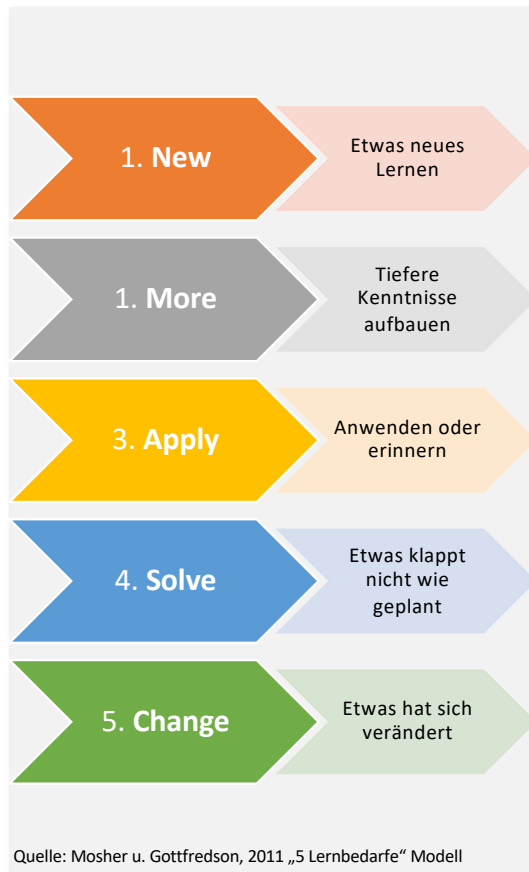 1. New
Etwas neues
Lernen
1. More
Tiefere
Kenntnisse
aufbauen
3. Apply
Anwenden oder
erinnern
4. Solve
Etwas klappt
nicht wie
geplant
5. Change
Etwas hat sich
verändert
Quelle: Mosher u. Gottfredson, 2011 „5 Lernbedarfe“ Modell